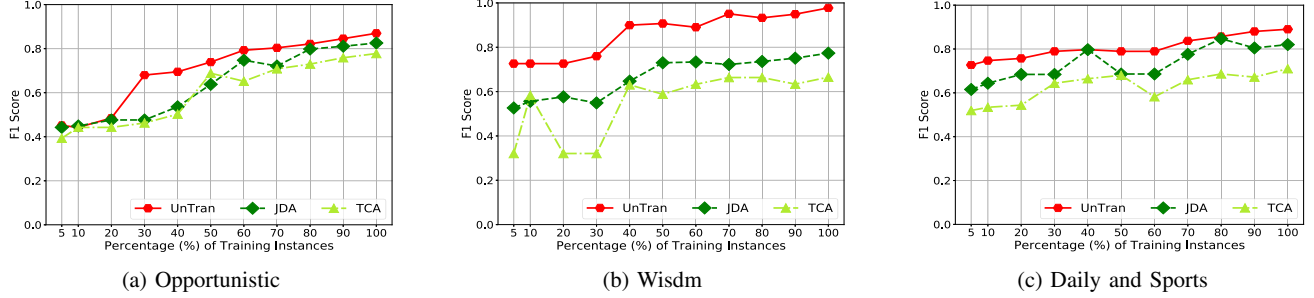 1.0
0.8
0.6
0.4
0.2
0.0
F1 Score
UnTran JDA TCA
5 10 20 30 40 50 60 70 80 90 100
Percentage (%) of Training Instances
(a) Opportunistic
1.0
0.8
0.6
0.4
0.2
0.0
F1 Score
UnTran JDA TCA
5 10 20 30 40 50 60 70 80 90 100
Percentage (%) of Training Instances
(b) Wisdm
1.0
0.8
0.6
0.4
0.2
0.0
F1 Score
UnTran JDA TCA
5 10 20 30 40 50 60 70 80 90 100
Percentage (%) of Training Instances
(c) Daily and Sports